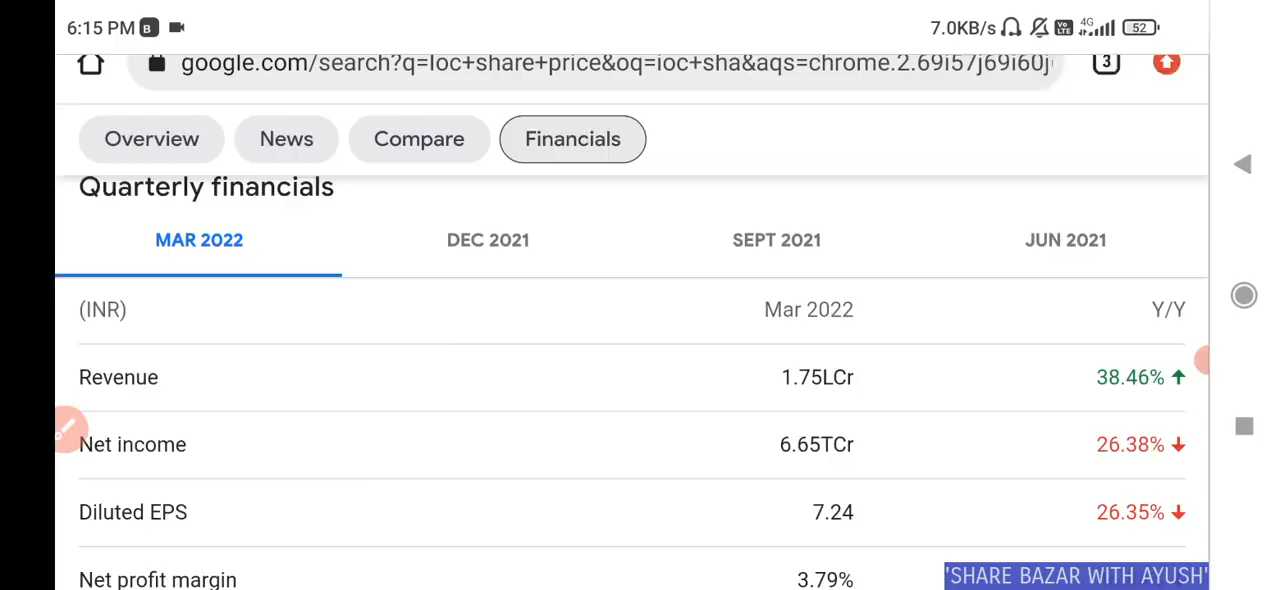 6:15 PM B 7.0KB/s Vo LTE 4G 52
google.com/search?q=Ioc+share+price&oq=ioc+sha&aqs=chrome.2.69i57j69i60j 3
Overview News Compare Financials
Quarterly financials
MAR 2022 DEC 2021 SEPT 2021 JUN 2021
(INR) Mar 2022 Y/Y
Revenue 1.75LCr 38.46%
Net income 6.65TCr 26.38%
Diluted EPS 7.24 26.35%
Net profit margin 3.79%
'SHARE BAZAR WITH AYUSH'